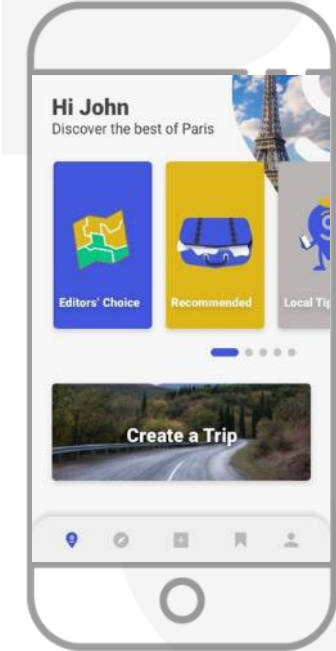 Hi John
Discover the best of Paris
Editors' Choice
Recommended
Local Tip
Create a Trip